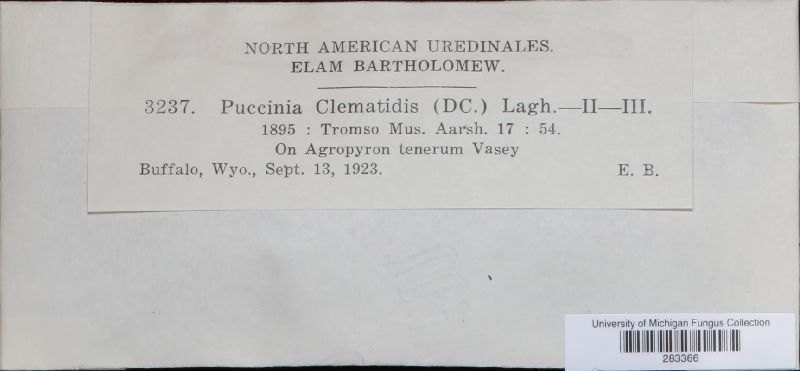 NORTH AMERICAN UREDINALES.
ELAM BARTHOLOMEW.
3237. Puccinia Clematidis (DC.) Lagh.—II—III.
1895 : Tromso Mus. Aarsh. 17 : 54.
On Agropyron tenerum Vasey
Buffalo, Wyo., Sept. 13, 1923. E. B.
University of Michigan Fungus Collection
283366